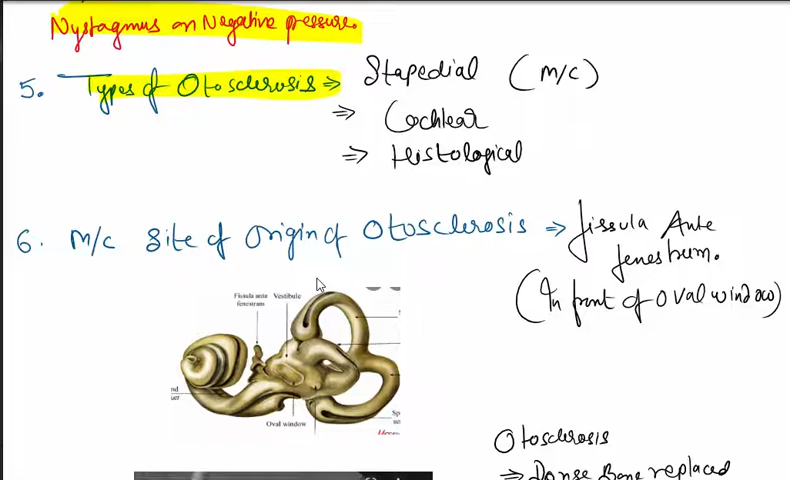 Nystagmus on Negative pressure.
5. Types of Otosclerosis ⇒ Stapedial (M/C)
⇒ Cochlear
⇒ Histological
6. M/C Site of Origin of Otosclerosis ⇒ fissula Ante
fenestrum.
(In front of Oval window)
Fissula ante Vestibule
fenestram
Oval window
Otosclerosis
⇒ Dense Bone replaced